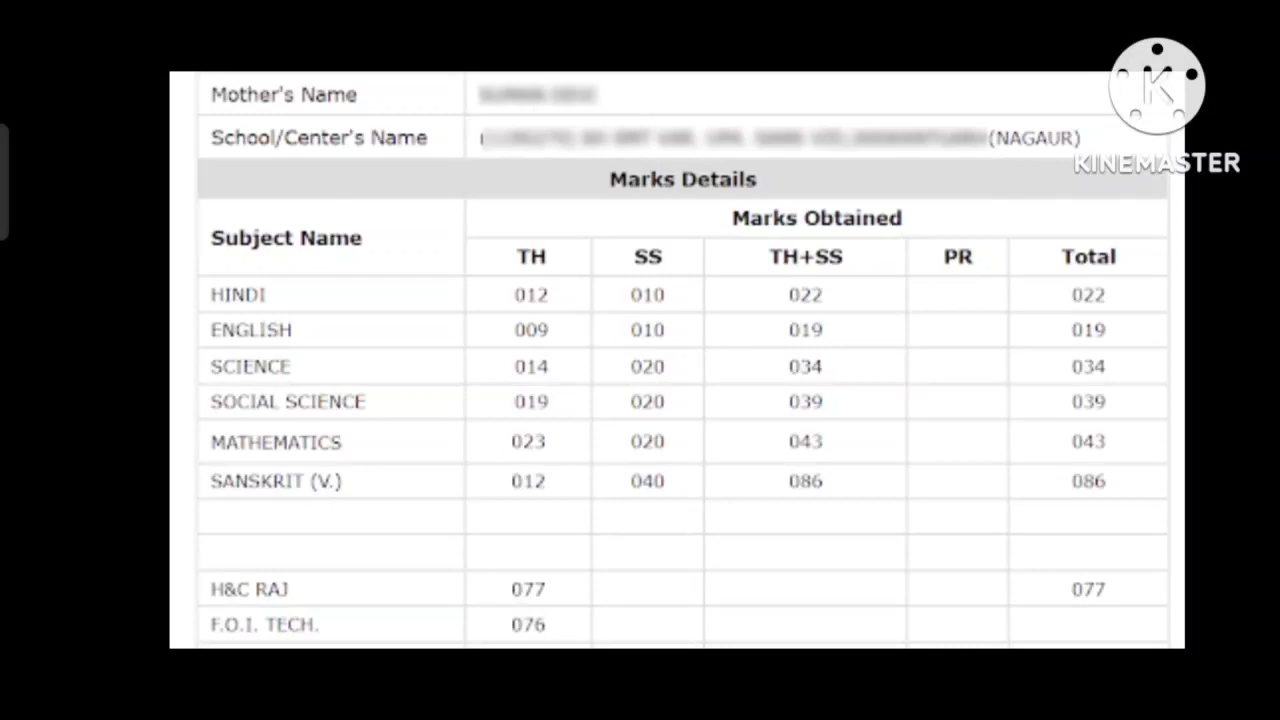 Mother's Name
School/Center's Name (NAGAUR)
KINEMASTER
Marks Details
Subject Name
Marks Obtained
TH SS TH+SS PR Total
HINDI 012 010 022 022
ENGLISH 009 010 019 019
SCIENCE 014 020 034 034
SOCIAL SCIENCE 019 020 039 039
MATHEMATICS 023 020 043 043
SANSKRIT (V.) 012 040 086 086
H&C RAJ 077 077
F.O.I. TECH. 076